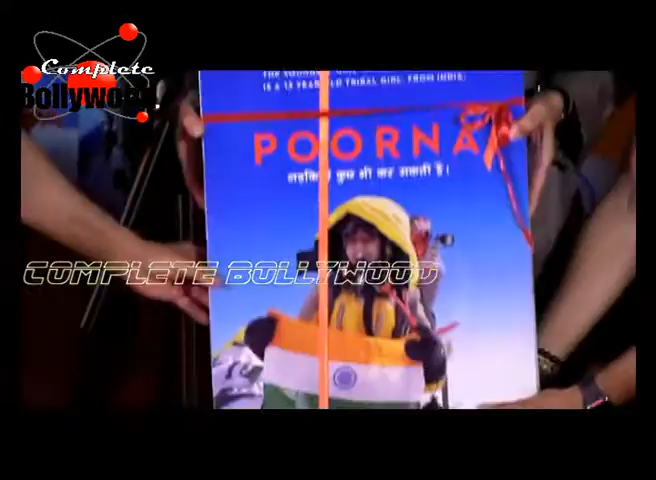 Complete
Bollywood
IS A 13 YEAR OLD TRIBAL GIRL. FROM INDIA.
POORNA
लड़कियां कुछ भी कर सकती हैं।
COMPLETE BOLLYWOOD